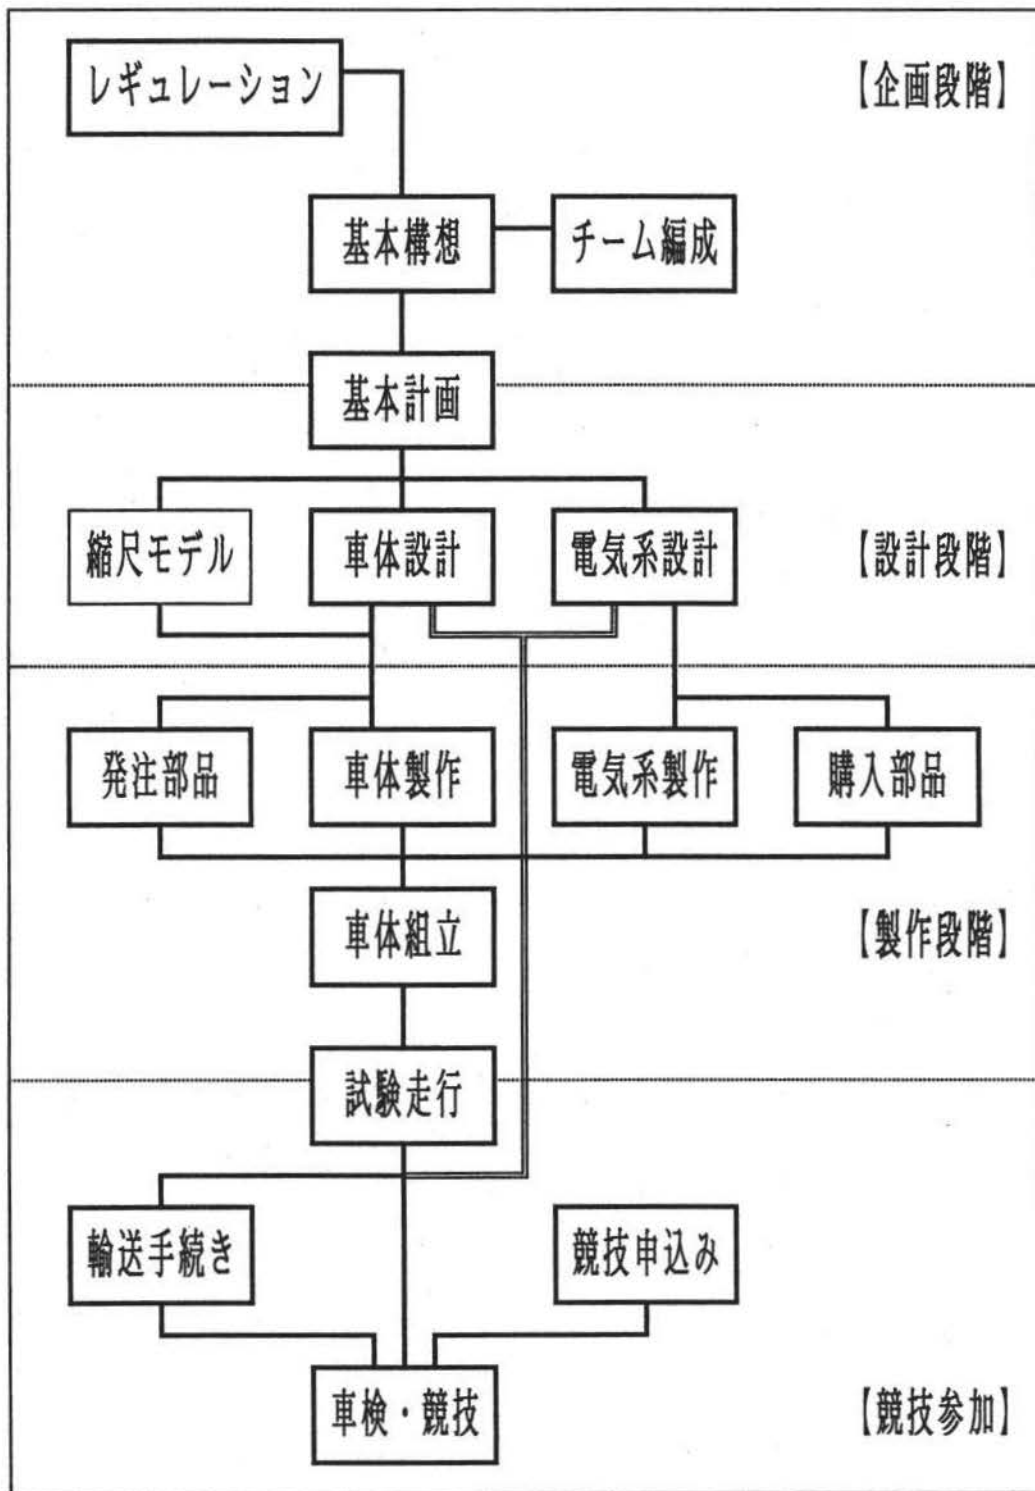 レギュレーション
【企画段階】
基本構想
チーム編成
基本計画
縮尺モデル
車体設計
電気系設計
【設計段階】
発注部品
車体製作
電気系製作
購入部品
車体組立
【製作段階】
試験走行
輸送手続き
競技申込み
車検・競技
【競技参加】